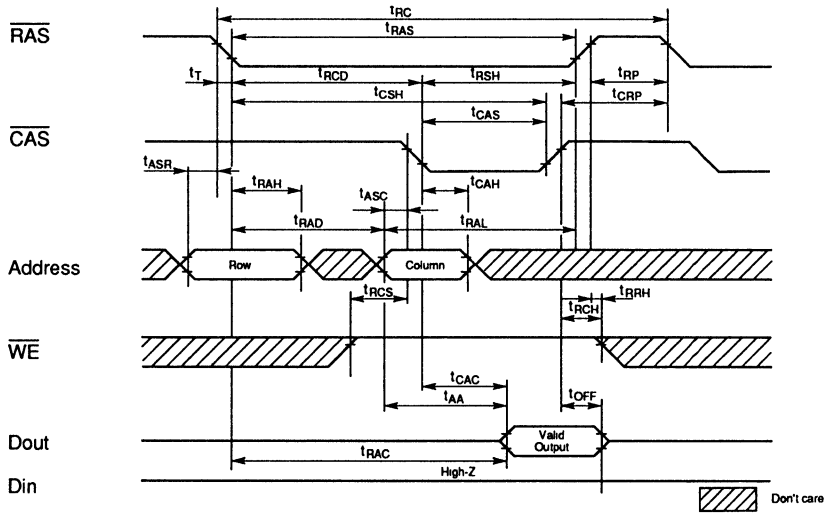 tRC
RAS
tRAS
tT
tRCD
tRSH
tRP
tCSH
tCRP
tCAS
CAS
tASR
tRAH
tASC
tCAH
tRAD
tRAL
Address
Row
Column
tRCS
tRRH
tRCH
WE
tCAC
tOFF
tAA
Dout
Valid
Output
tRAC
High-Z
Din
Don't care